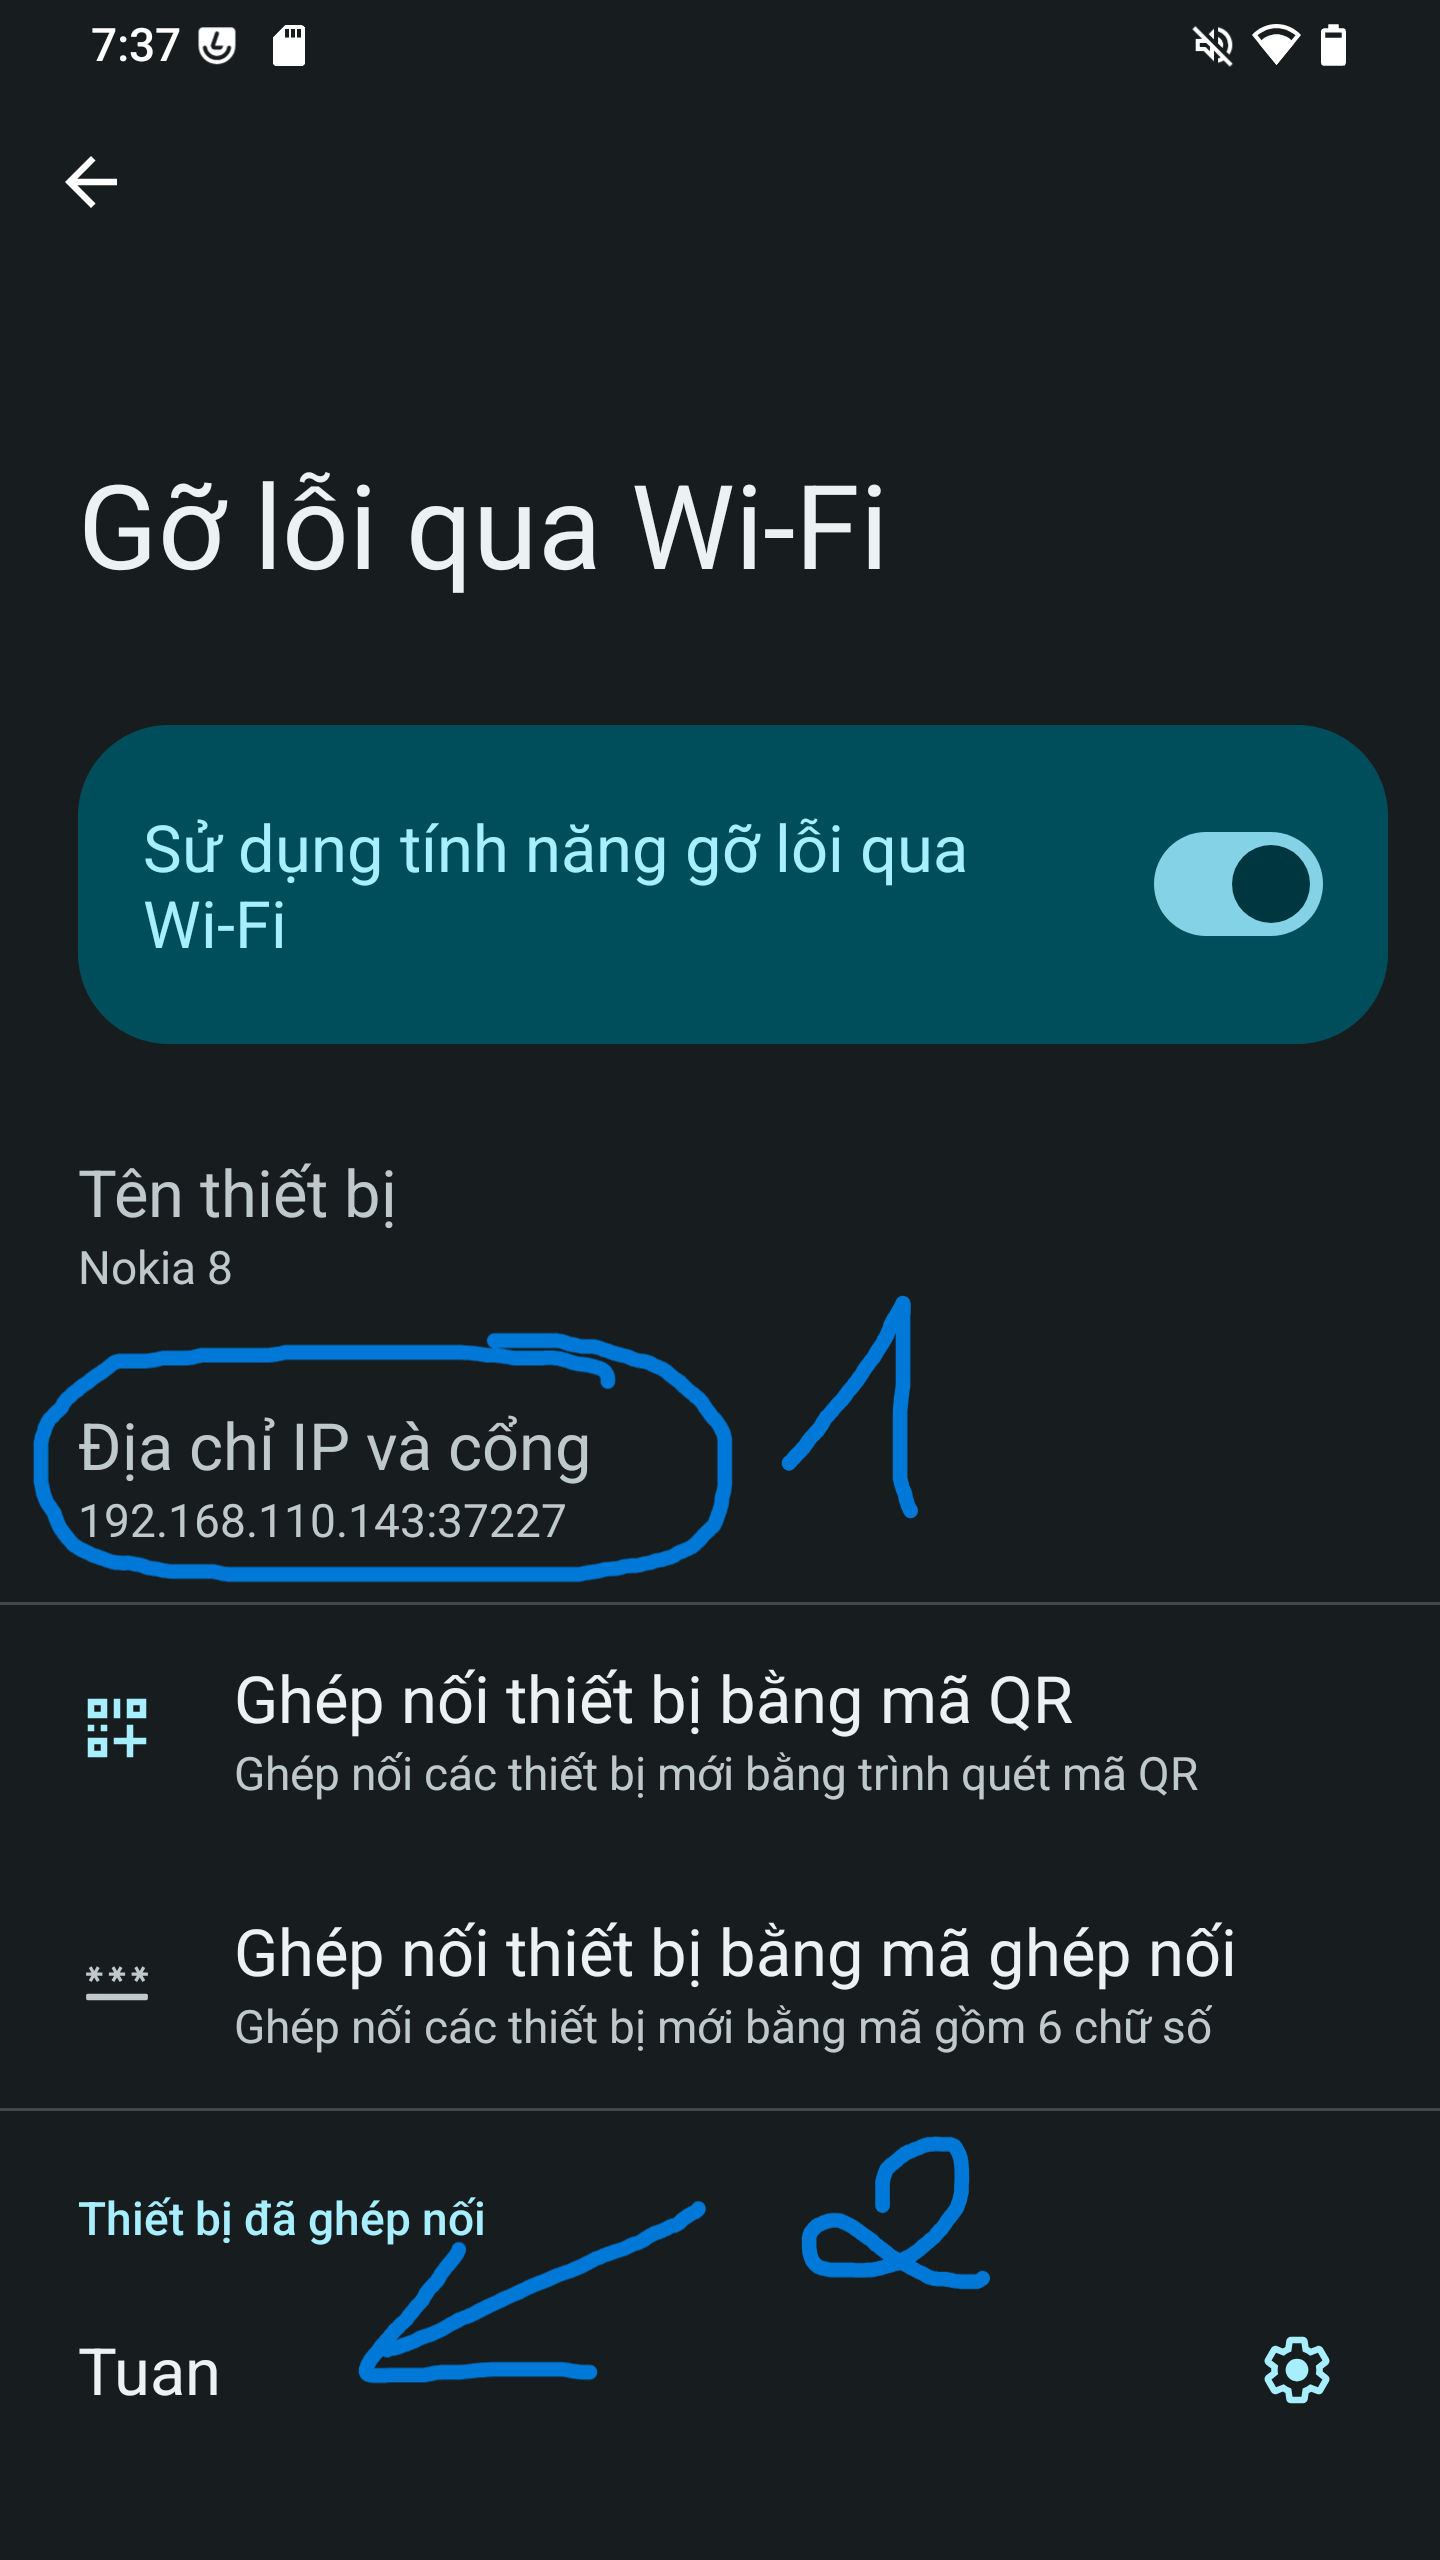 7:37
Gỡ lỗi qua Wi-Fi
Sử dụng tính năng gỡ lỗi qua
Wi-Fi
Tên thiết bị
Nokia 8
1
Địa chỉ IP và cổng
192.168.110.143:37227
Ghép nối thiết bị bằng mã QR
Ghép nối các thiết bị mới bằng trình quét mã QR
***
Ghép nối thiết bị bằng mã ghép nối
Ghép nối các thiết bị mới bằng mã gồm 6 chữ số
2
Thiết bị đã ghép nối
Tuan